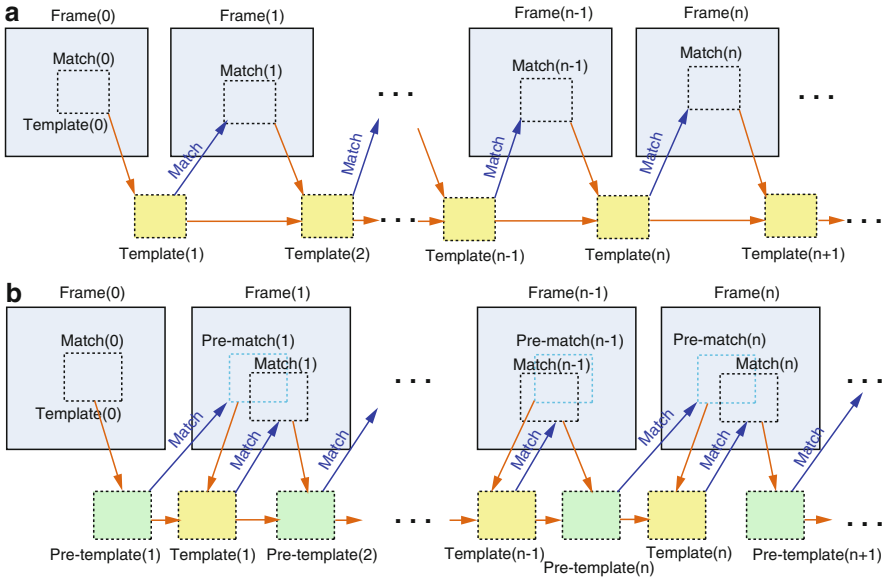 a
Frame(0) Frame(1) Frame(n-1) Frame(n)
Match(0) Match(1) Match(n-1) Match(n)
Template(0)
. . . . . .
Match Match Match Match
. . . . . .
Template(1) Template(2) Template(n-1) Template(n) Template(n+1)
b
Frame(0) Frame(1) Frame(n-1) Frame(n)
Match(0) Pre-match(1) Pre-match(n-1) Pre-match(n)
Match(1) Match(n-1) Match(n)
Template(0)
. . . . . .
Match Match Match Match Match Match Match
. . . . . .
Pre-template(1) Template(1) Pre-template(2) Template(n-1) Pre-template(n) Template(n) Pre-template(n+1)